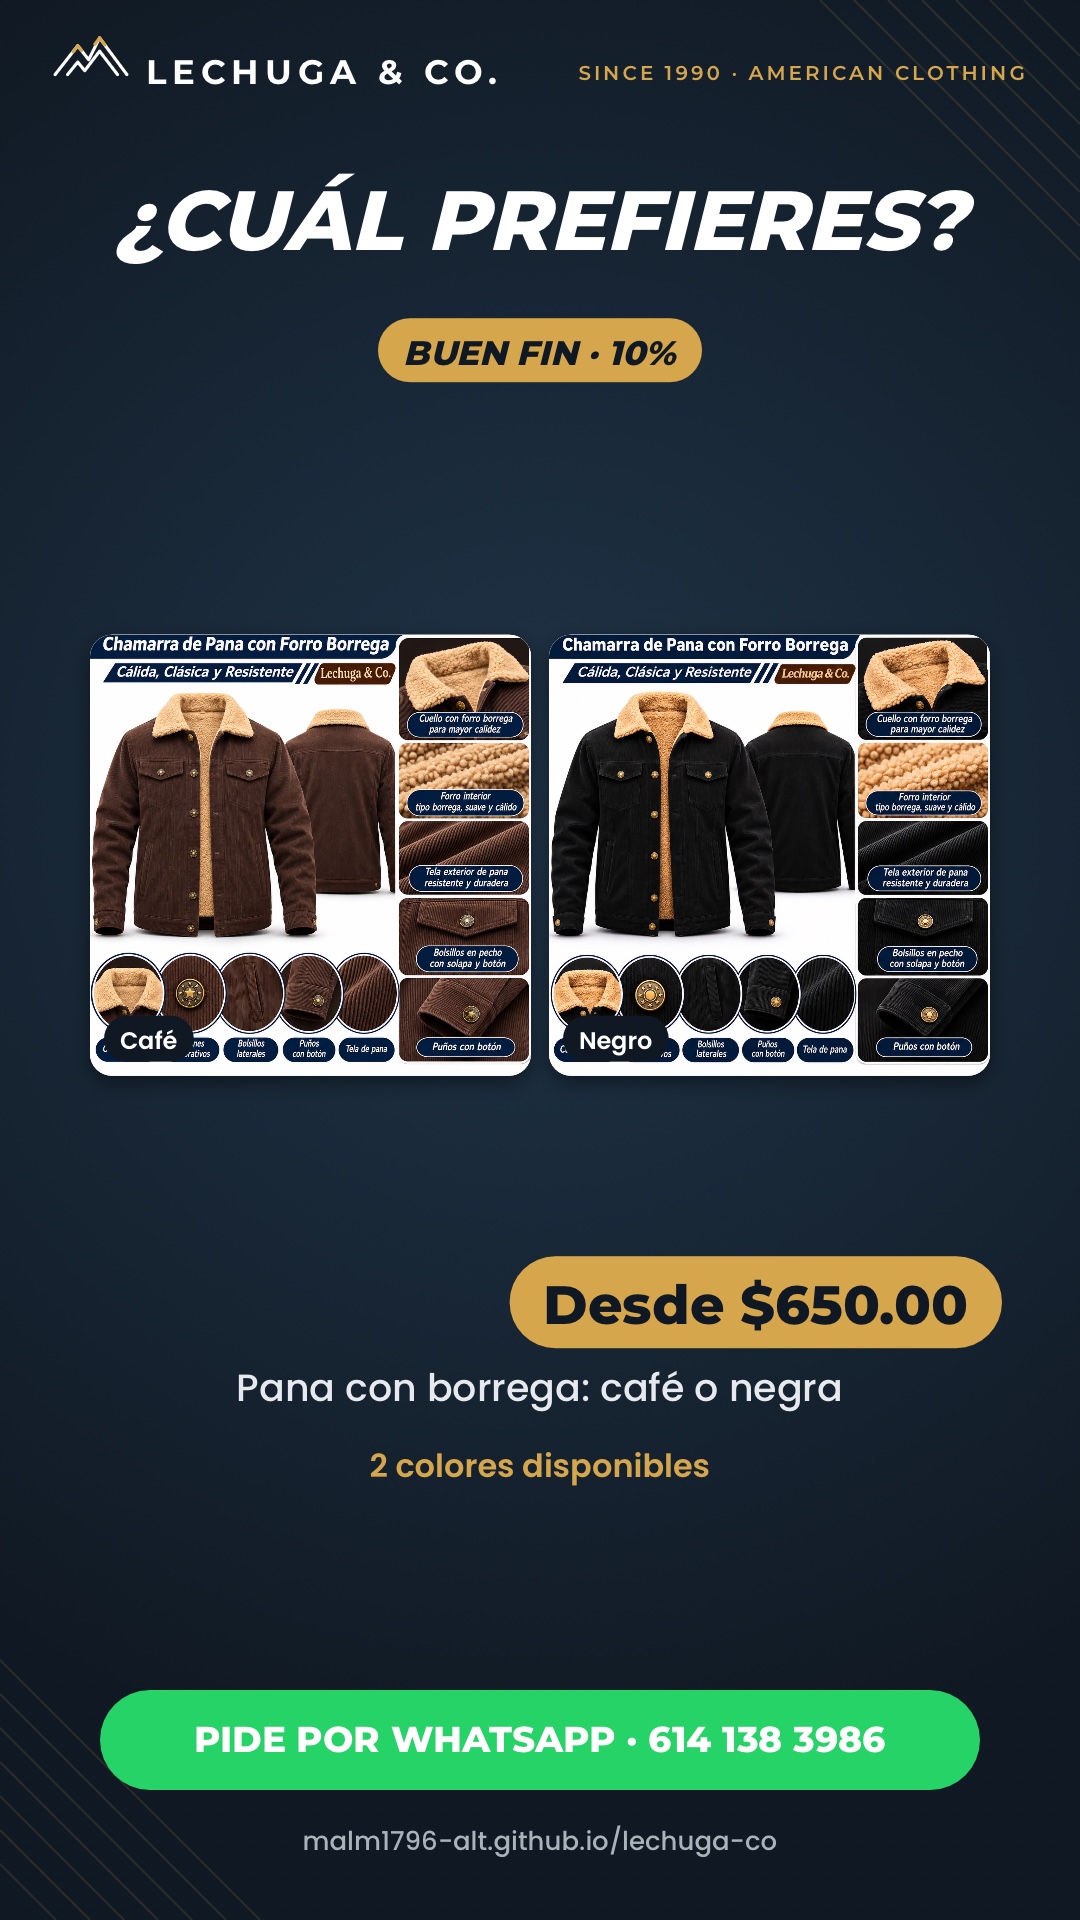 LECHUGA & CO.
SINCE 1990 · AMERICAN CLOTHING
¿CUÁL PREFIERES?
BUEN FIN · 10%
Chamarra de Pana con Forro Borrega
Cálida, Clásica y Resistente
Lechuga & Co.
Cuello con forro borrega
para mayor calidez
Forro interior
tipo borrega, suave y cálido
Tela exterior de pana
resistente y duradera
Bolsillos en pecho
con solapa y botón
Puños con botón
Café
Bolsillos
laterales
Puños
con botón
Tela de pana
Chamarra de Pana con Forro Borrega
Cálida, Clásica y Resistente
Lechuga & Co.
Cuello con forro borrega
para mayor calidez
Forro interior
tipo borrega, suave y cálido
Tela exterior de pana
resistente y duradera
Bolsillos en pecho
con solapa y botón
Puños con botón
Negro
Bolsillos
laterales
Puños
con botón
Tela de pana
Desde $650.00
Pana con borrega: café o negra
2 colores disponibles
PIDE POR WHATSAPP · 614 138 3986
malm1796-alt.github.io/lechuga-co